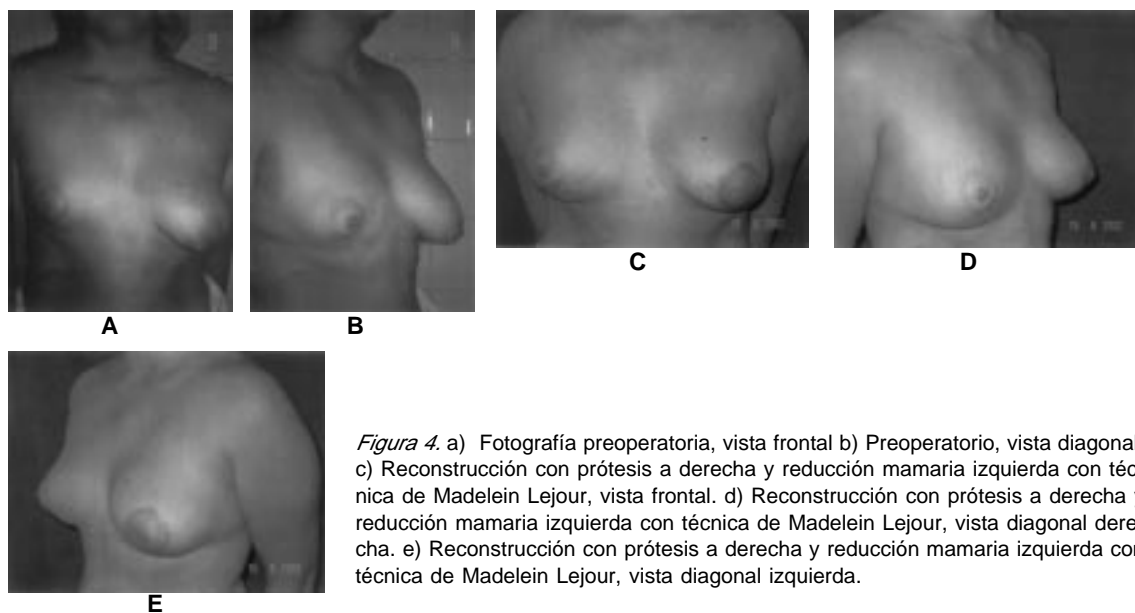 A
B
C
D
E
Figura 4. a) Fotografía preoperatoria, vista frontal b) Preoperatorio, vista diagonal
c) Reconstrucción con prótesis a derecha y reducción mamaria izquierda con téc
nica de Madelein Lejour, vista frontal. d) Reconstrucción con prótesis a derecha
reducción mamaria izquierda con técnica de Madelein Lejour, vista diagonal dere
cha. e) Reconstrucción con prótesis a derecha y reducción mamaria izquierda con
técnica de Madelein Lejour, vista diagonal izquierda.